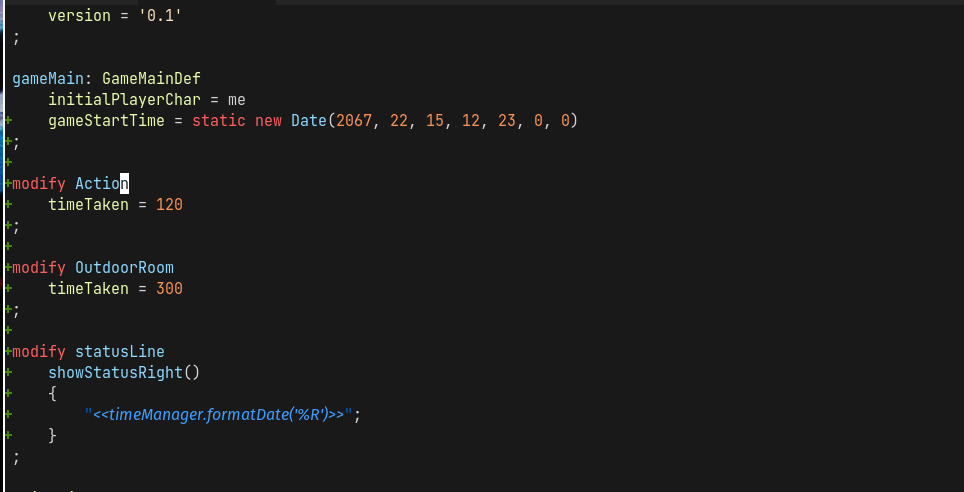 version = '0.1'
;
gameMain: GameMainDef
initialPlayerChar = me
+ gameStartTime = static new Date(2067, 22, 15, 12, 23, 0, 0)
+;
+
+modify Action
+ timeTaken = 120
+;
+
+modify OutdoorRoom
+ timeTaken = 300
+;
+
+modify statusLine
+ showStatusRight()
+ {
+ "<<timeManager.formatDate('%R')>>";
+ }
;